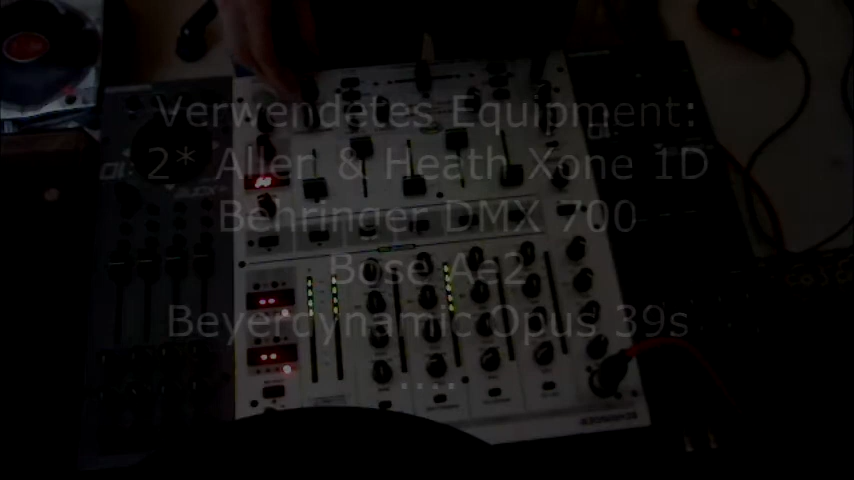 Verwendetes Equipment:
2* Allen & Heath Xone 1D
Behringer DMX 700
Bose Ae2
Beyerdynamic Opus 39s
....